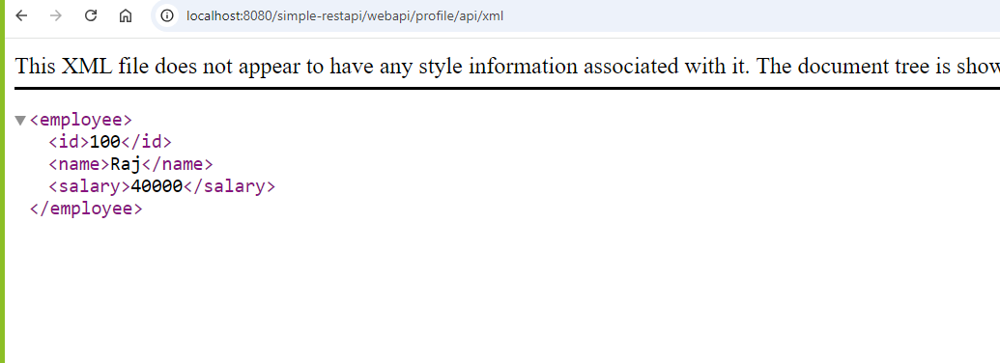 localhost:8080/simple-restapi/webapi/profile/api/xml
This XML file does not appear to have any style information associated with it. The document tree is show
<employee>
<id>100</id>
<name>Raj</name>
<salary>40000</salary>
</employee>